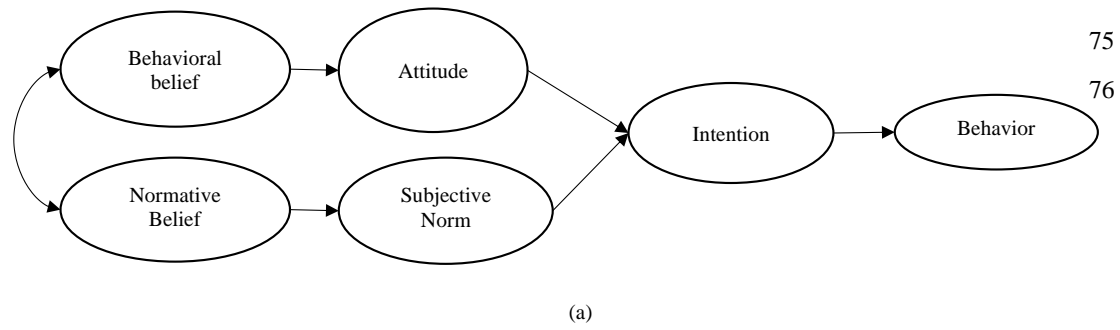 Behavioral
belief
Attitude
75
76
Intention
Behavior
Normative
Belief
Subjective
Norm
(a)